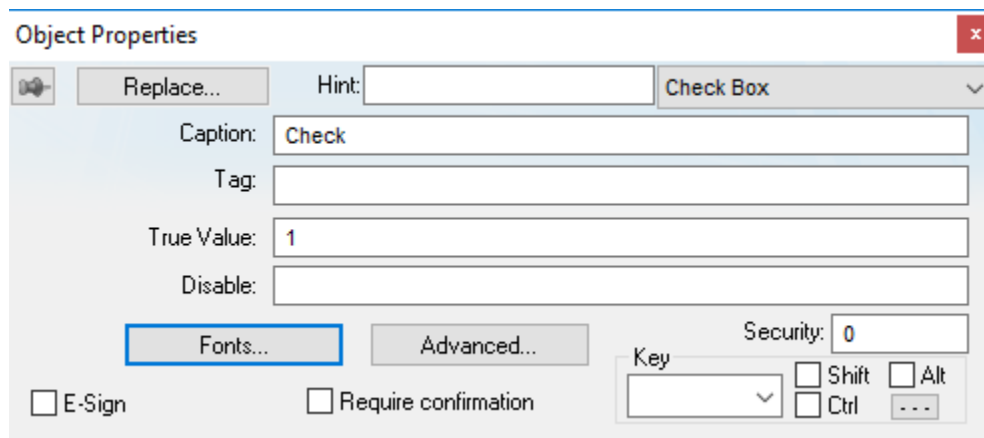 Object Properties
x
Replace... Hint: Check Box
Caption: Check
Tag:
True Value: 1
Disable:
Fonts... Advanced... Security: 0
Key
Shift Alt
E-Sign Require confirmation Ctrl ...